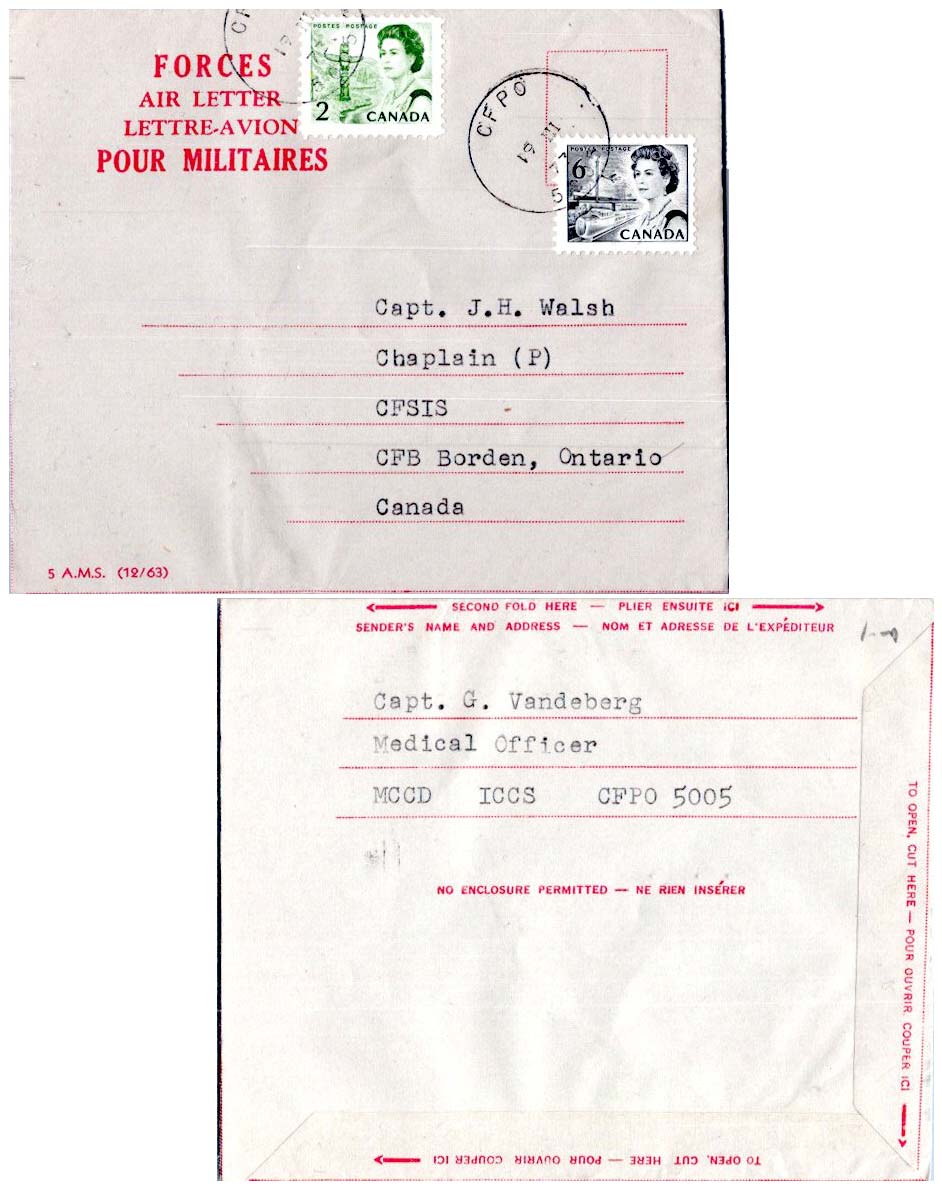 FORCES
AIR LETTER
LETTRE-AVION
POUR MILITAIRES
POSTES POSTAGE
2 CANADA
CFPO
19 III
POSTES POSTAGE
6
CANADA
Capt. J.H. Walsh
Chaplain (P)
CFSIS
CFB Borden, Ontario
Canada
5 A.M.S. (12/63)
SECOND FOLD HERE — PLIER ENSUITE ICI
SENDER'S NAME AND ADDRESS — NOM ET ADRESSE DE L'EXPÉDITEUR
Capt. G. Vandeberg
Medical Officer
MCCD ICCS CFPO 5005
NO ENCLOSURE PERMITTED — NE RIEN INSÉRER
TO OPEN, CUT HERE — POUR OUVRIR COUPER ICI
TO OPEN, CUT HERE — POUR OUVRIR COUPER ICI